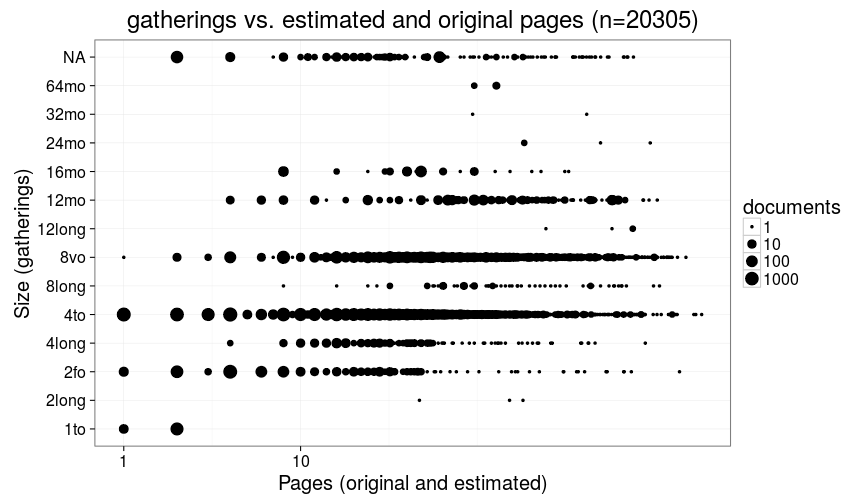 gatherings vs. estimated and original pages (n=20305)
Size (gatherings)
NA
64mo
32mo
24mo
16mo
12mo
12long
8vo
8long
4to
4long
2fo
2long
1to
1 10
Pages (original and estimated)
documents
1
10
100
1000